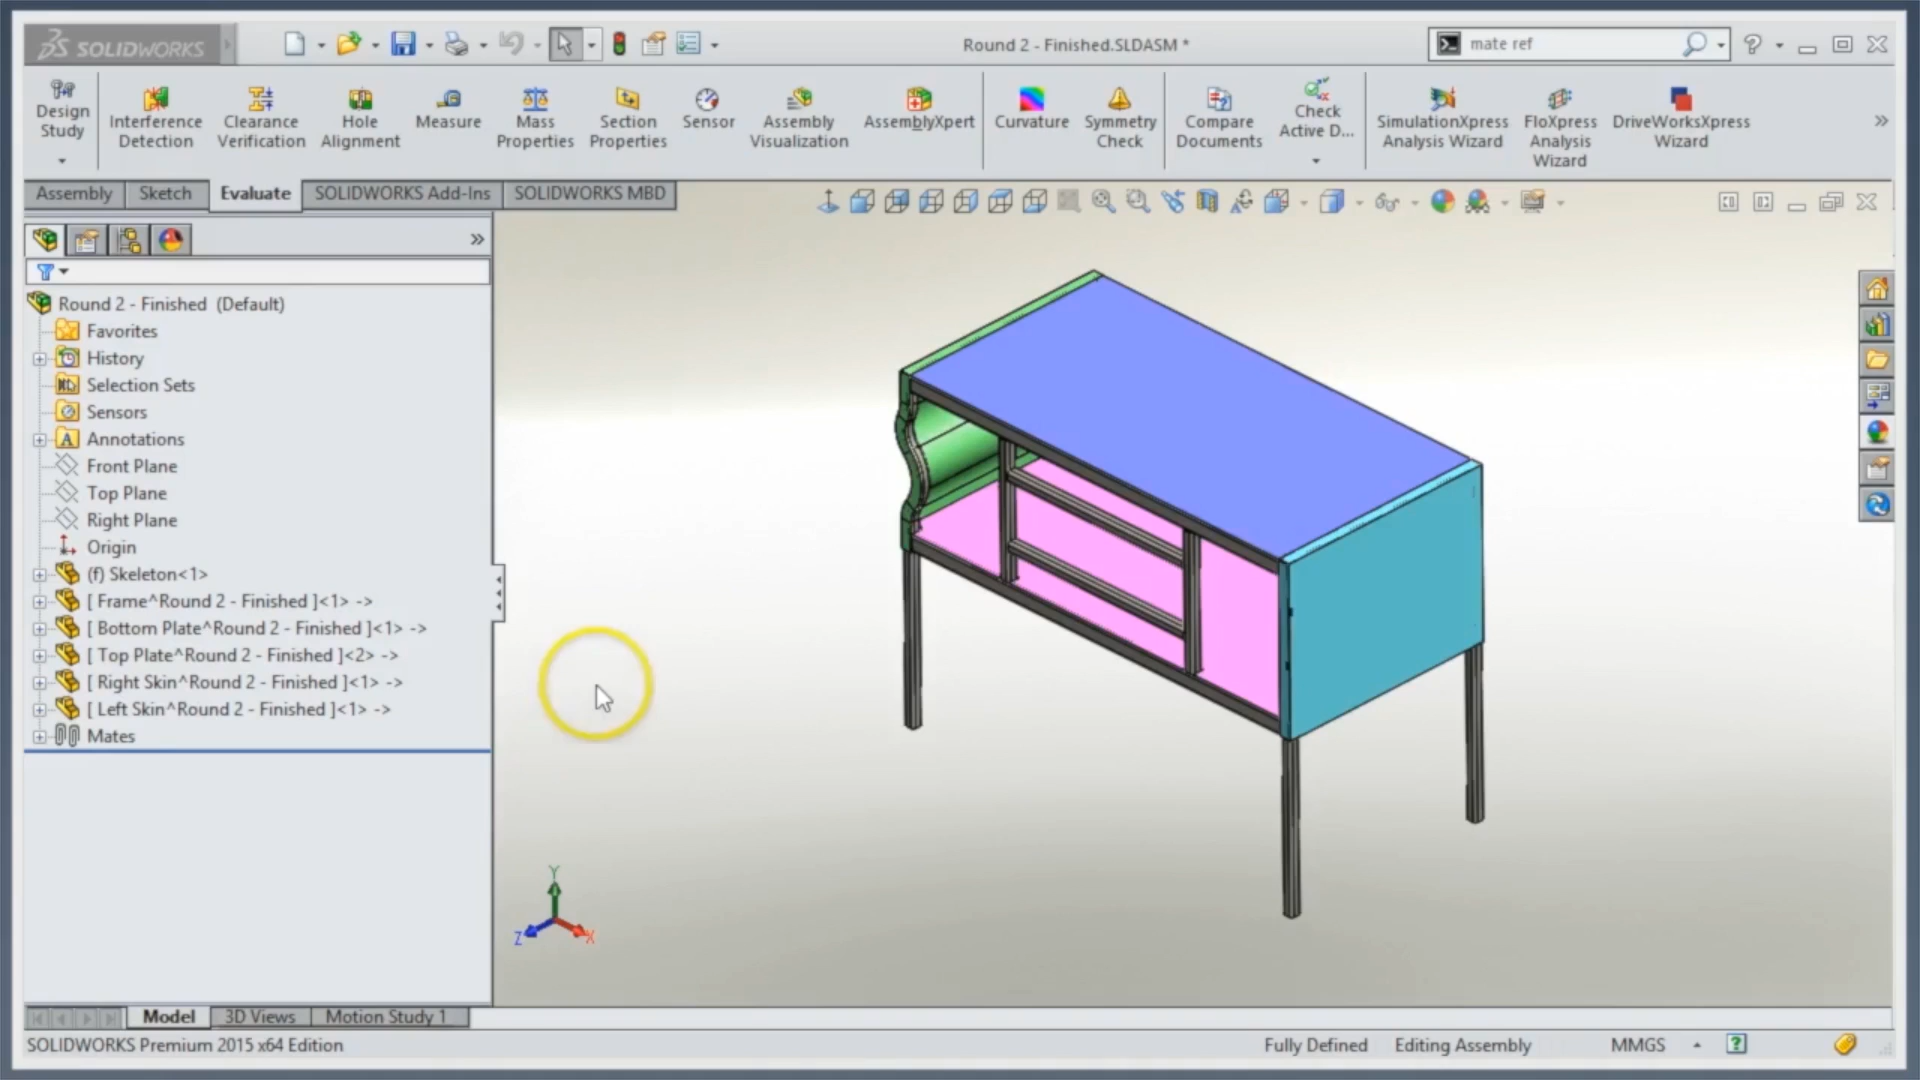 SOLIDWORKS
Round 2 - Finished.SLDASM *
mate ref
Design
Study
Interference
Detection
Clearance
Verification
Hole
Alignment
Measure
Mass
Properties
Section
Properties
Sensor
Assembly
Visualization
AssemblyXpert
Curvature
Symmetry
Check
Compare
Documents
Check
Active D...
SimulationXpress
Analysis Wizard
FloXpress
Analysis
Wizard
DriveWorksXpress
Wizard
Assembly
Sketch
Evaluate
SOLIDWORKS Add-Ins
SOLIDWORKS MBD
Round 2 - Finished (Default)
Favorites
History
Selection Sets
Sensors
Annotations
Front Plane
Top Plane
Right Plane
Origin
(f) Skeleton<1>
[ Frame^Round 2 - Finished ]<1> ->
[ Bottom Plate^Round 2 - Finished ]<1> ->
[ Top Plate^Round 2 - Finished ]<2> ->
[ Right Skin^Round 2 - Finished ]<1> ->
[ Left Skin^Round 2 - Finished ]<1> ->
Mates
Y
Z
X
Model
3D Views
Motion Study 1
SOLIDWORKS Premium 2015 x64 Edition
Fully Defined
Editing Assembly
MMGS